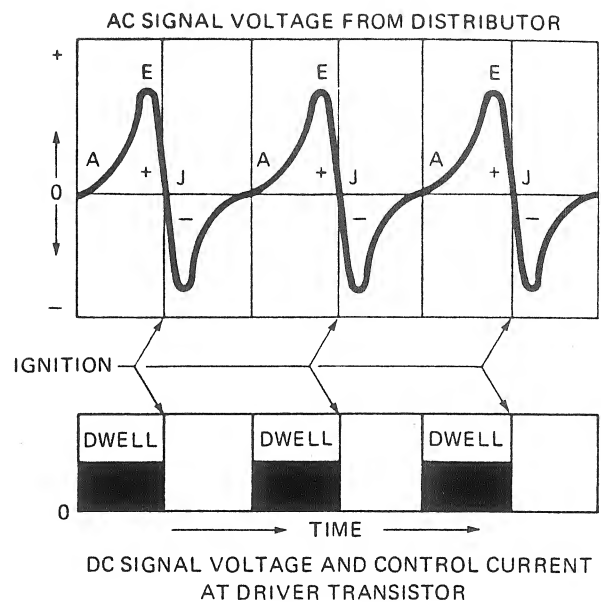 AC SIGNAL VOLTAGE FROM DISTRIBUTOR
+
E E E
A + J A + J A + J
0
− − −
−
IGNITION
DWELL DWELL DWELL
0
TIME
DC SIGNAL VOLTAGE AND CONTROL CURRENT
AT DRIVER TRANSISTOR